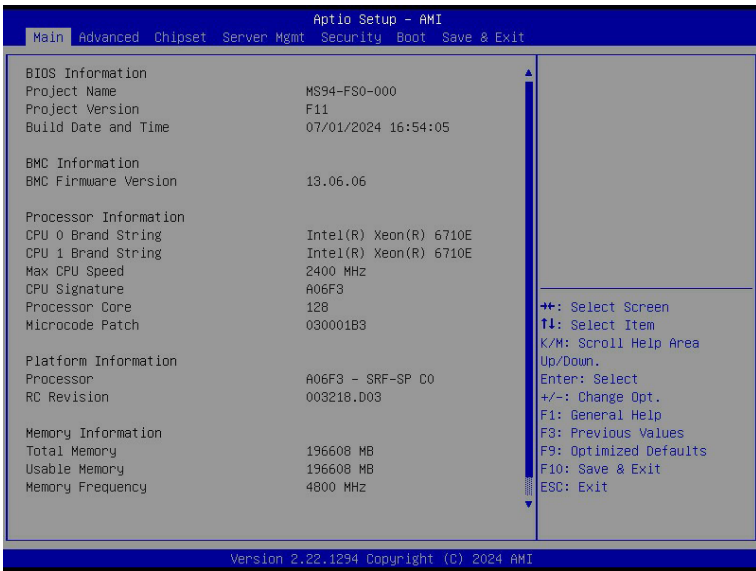 Aptio Setup – AMI
Main Advanced Chipset Server Mgmt Security Boot Save & Exit
BIOS Information
Project Name MS94-FS0-000
Project Version F11
Build Date and Time 07/01/2024 16:54:05
BMC Information
BMC Firmware Version 13.06.06
Processor Information
CPU 0 Brand String Intel(R) Xeon(R) 6710E
CPU 1 Brand String Intel(R) Xeon(R) 6710E
Max CPU Speed 2400 MHz
CPU Signature A06F3
Processor Core 128
Microcode Patch 030001B3
Platform Information
Processor A06F3 - SRF-SP C0
RC Revision 003218.D03
Memory Information
Total Memory 196608 MB
Usable Memory 196608 MB
Memory Frequency 4800 MHz
→←: Select Screen
↑↓: Select Item
K/M: Scroll Help Area
Up/Down.
Enter: Select
+/-: Change Opt.
F1: General Help
F3: Previous Values
F9: Optimized Defaults
F10: Save & Exit
ESC: Exit
Version 2.22.1294 Copyright (C) 2024 AMI